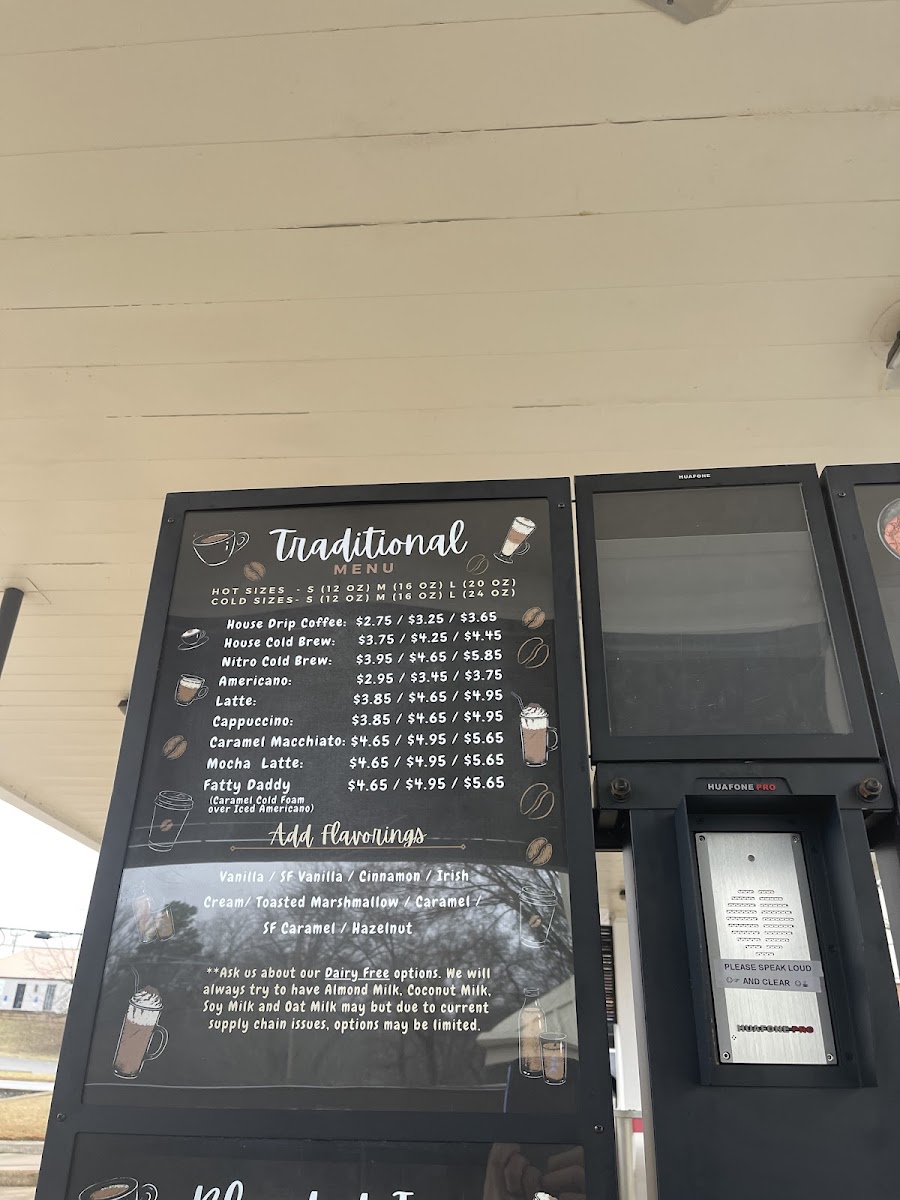 HUAFONE
Traditional
MENU
HOT SIZES - S (12 OZ) M (16 OZ) L (20 OZ)
COLD SIZES- S (12 OZ) M (16 OZ) L (24 OZ)
House Drip Coffee: $2.75 / $3.25 / $3.65
House Cold Brew: $3.75 / $4.25 / $4.45
Nitro Cold Brew: $3.95 / $4.65 / $5.85
Americano: $2.95 / $3.45 / $3.75
Latte: $3.85 / $4.65 / $4.95
Cappuccino: $3.85 / $4.65 / $4.95
Caramel Macchiato: $4.65 / $4.95 / $5.65
Mocha Latte: $4.65 / $4.95 / $5.65
Fatty Daddy $4.65 / $4.95 / $5.65
(Caramel Cold Foam
over Iced Americano)
Add Flavorings
Vanilla / SF Vanilla / Cinnamon / Irish
Cream/ Toasted Marshmallow / Caramel /
SF Caramel / Hazelnut
**Ask us about our Dairy Free options. We will
always try to have Almond Milk, Coconut Milk,
Soy Milk and Oat Milk may but due to current
supply chain issues, options may be limited.
HUAFONE PRO
PLEASE SPEAK LOUD
AND CLEAR
HUAFONE PRO